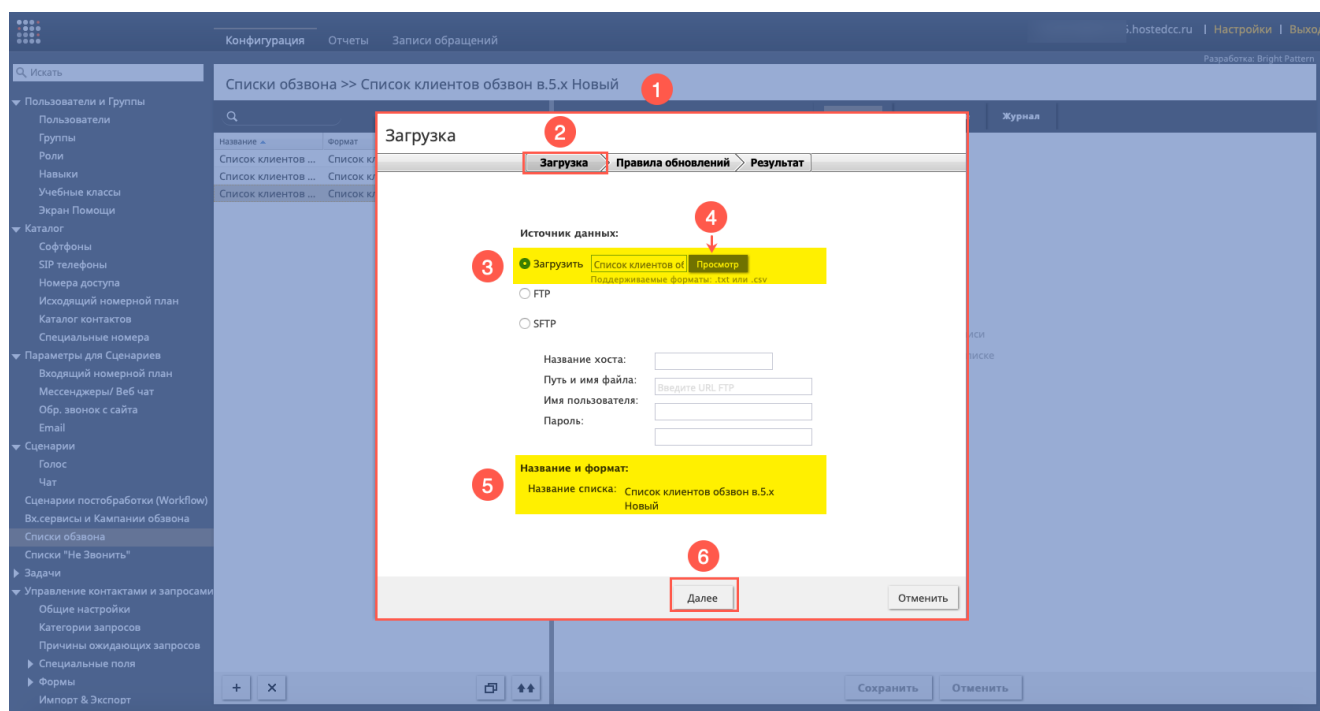 Конфигурация Отчеты Записи обращений
5.hostedcc.ru | Настройки | Выхо
Разработка: Bright Pattern
Искать
Списки обзвона >> Список клиентов обзвон в.5.х Новый
1
Пользователи и Группы
Пользователи
Группы
Роли
Навыки
Учебные классы
Экран Помощи
Каталог
Софтфоны
SIP телефоны
Номера доступа
Исходящий номерной план
Каталог контактов
Специальные номера
Параметры для Сценариев
Входящий номерной план
Мессенджеры/ Веб чат
Обр. звонок с сайта
Email
Сценарии
Голос
Чат
Сценарии постобработки (Workflow)
Вх.сервисы и Кампании обзвона
Списки обзвона
Списки "Не Звонить"
Задачи
Управление контактами и запросами
Общие настройки
Категории запросов
Причины ожидающих запросов
Специальные поля
Формы
Импорт & Экспорт
Название Формат
Список клиентов ... Список кл
Список клиентов ... Список кл
Список клиентов ... Список кл
Журнал
Загрузка
2
Загрузка Правила обновлений Результат
Источник данных:
4
3
Загрузить Список клиентов об Просмотр
Поддерживаемые форматы: .txt или .csv
FTP
SFTP
Название хоста:
Путь и имя файла: Введите URL FTP
Имя пользователя:
Пароль:
5
Название и формат:
Название списка: Список клиентов обзвон в.5.х
Новый
6
Далее Отменить
иси
писке
Сохранить Отменить